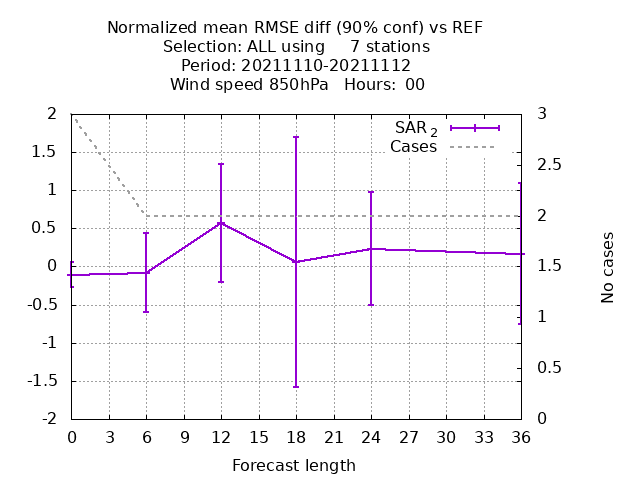 Normalized mean RMSE diff (90% conf) vs REF
Selection: ALL using     7 stations
Period: 20211110-20211112
Wind speed 850hPa   Hours:  00
SAR 2
Cases
2
1.5
1
0.5
0
-0.5
-1
-1.5
-2
3
2.5
2
1.5
1
0.5
0
No cases
0 3 6 9 12 15 18 21 24 27 30 33 36
Forecast length